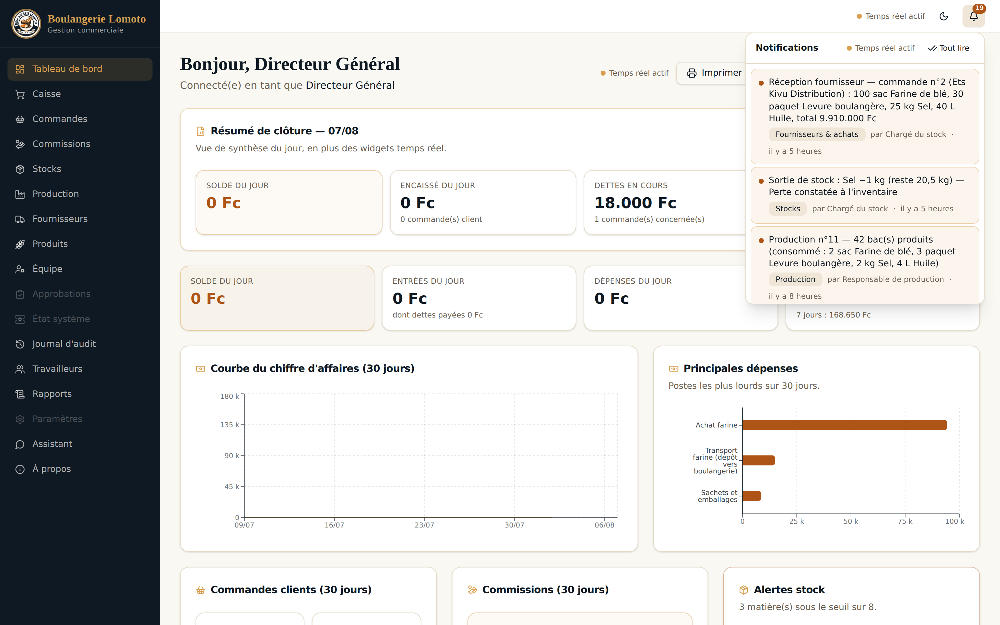 BOULANGERIE LOMOTO
Boulangerie Lomoto
Gestion commerciale
Tableau de bord
Caisse
Commandes
Commissions
Stocks
Production
Fournisseurs
Produits
Équipe
Approbations
État système
Journal d'audit
Travailleurs
Rapports
Paramètres
Assistant
À propos
Temps réel actif
19
Bonjour, Directeur Général
Connecté(e) en tant que Directeur Général
Temps réel actif
Imprimer
Notifications
Temps réel actif
Tout lire
Réception fournisseur — commande n°2 (Ets
Kivu Distribution) : 100 sac Farine de blé, 30
paquet Levure boulangère, 25 kg Sel, 40 L
Huile, total 9.910.000 Fc
Fournisseurs & achats par Chargé du stock ·
il y a 5 heures
Sortie de stock : Sel −1 kg (reste 20,5 kg) —
Perte constatée à l'inventaire
Stocks par Chargé du stock · il y a 5 heures
Production n°11 — 42 bac(s) produits
(consommé : 2 sac Farine de blé, 3 paquet
Levure boulangère, 2 kg Sel, 4 L Huile)
Production par Responsable de production ·
il y a 8 heures
Résumé de clôture — 07/08
Vue de synthèse du jour, en plus des widgets temps réel.
SOLDE DU JOUR
0 Fc
ENCAISSÉ DU JOUR
0 Fc
0 commande(s) client
DETTES EN COURS
18.000 Fc
1 commande(s) concernée(s)
SOLDE DU JOUR
0 Fc
ENTRÉES DU JOUR
0 Fc
dont dettes payées 0 Fc
DÉPENSES DU JOUR
0 Fc
7 jours : 168.650 Fc
Courbe du chiffre d'affaires (30 jours)
180 k
135 k
90 k
45 k
0
09/07 16/07 23/07 30/07 06/08
Principales dépenses
Postes les plus lourds sur 30 jours.
Achat farine
Transport
farine (dépôt
vers
boulangerie)
Sachets et
emballages
0 25 k 50 k 75 k 100 k
Commandes clients (30 jours)
Commissions (30 jours)
Alertes stock
3 matière(s) sous le seuil sur 8.